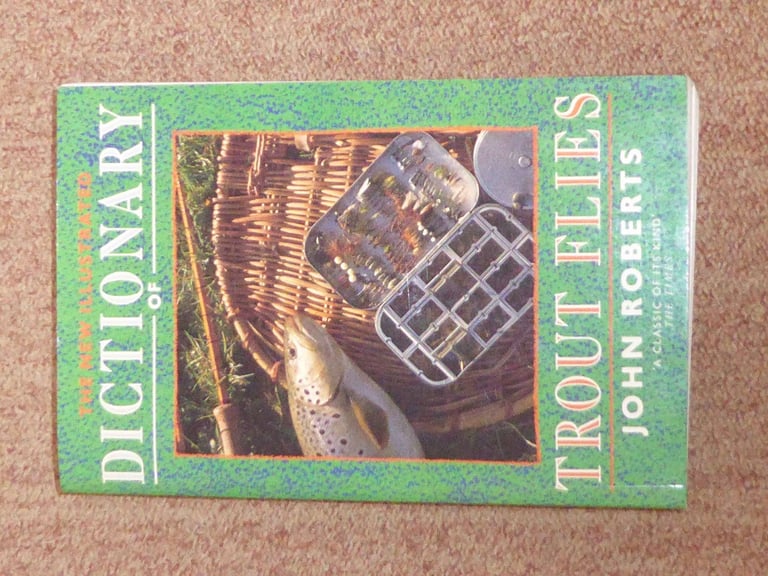 THE NEW ILLUSTRATED
DICTIONARY
OF
TROUT FLIES
JOHN ROBERTS
'A CLASSIC OF ITS KIND'
THE TIMES